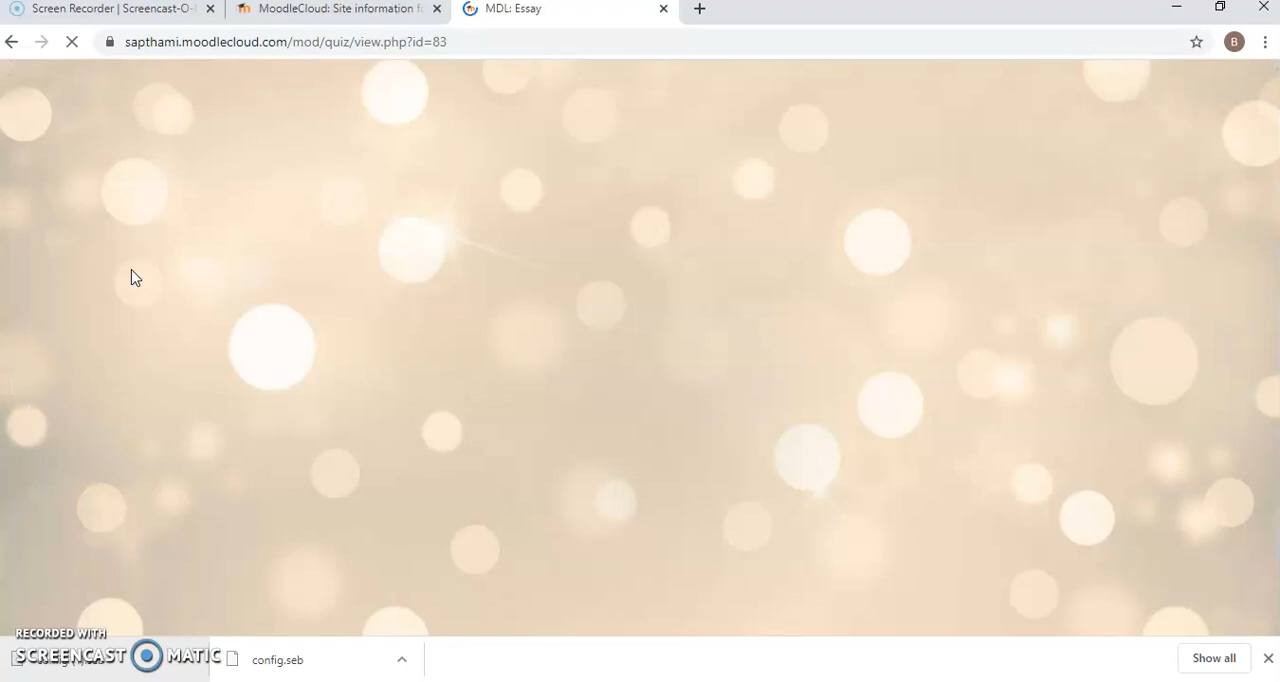 Screen Recorder | Screencast-O-
MoodleCloud: Site information f
MDL: Essay
sapthami.moodlecloud.com/mod/quiz/view.php?id=83
B
RECORDED WITH
SCREENCAST MATIC
config.seb
Show all